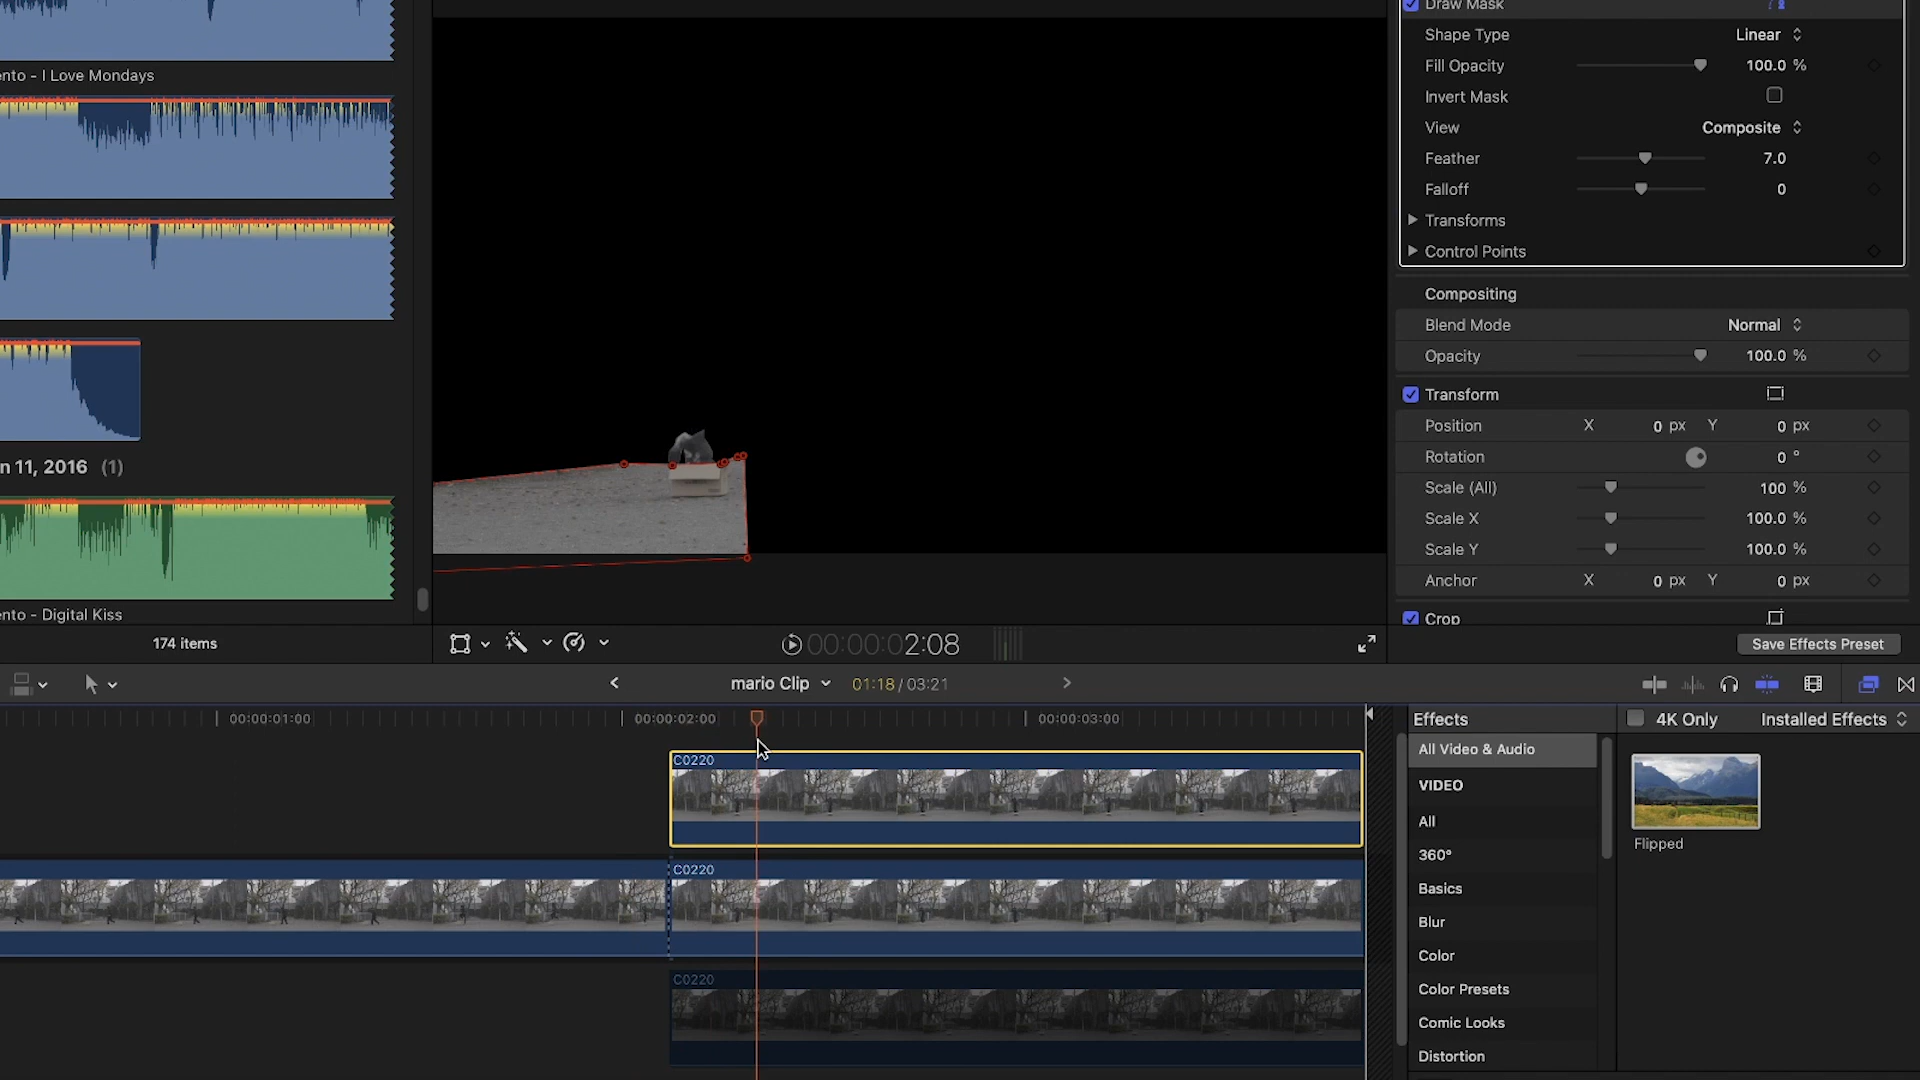 nto - I Love Mondays
n 11, 2016 (1)
nto - Digital Kiss
174 items
00:00:00:02:08
Draw Mask
Shape Type Linear
Fill Opacity 100.0 %
Invert Mask
View Composite
Feather 7.0
Falloff 0
Transforms
Control Points
Compositing
Blend Mode Normal
Opacity 100.0 %
Transform
Position X 0 px Y 0 px
Rotation 0 °
Scale (All) 100 %
Scale X 100.0 %
Scale Y 100.0 %
Anchor X 0 px Y 0 px
Crop
Save Effects Preset
mario Clip 01:18 / 03:21
00:00:01:00 00:00:02:00 00:00:03:00
C0220
C0220
C0220
Effects
4K Only Installed Effects
All Video & Audio
VIDEO
All
360°
Basics
Blur
Color
Color Presets
Comic Looks
Distortion
Flipped